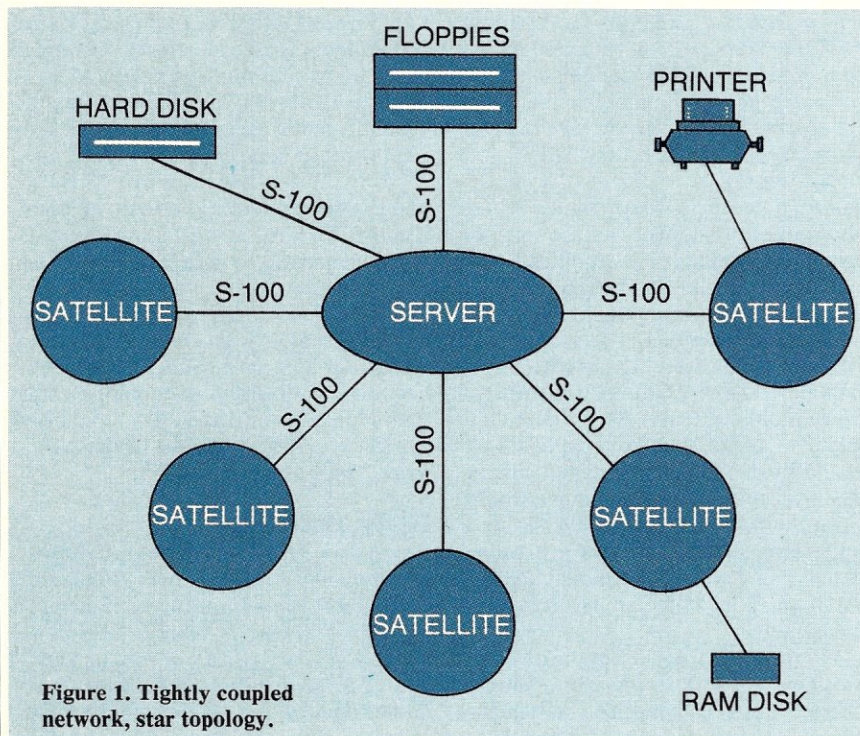 FLOPPIES
PRINTER
HARD DISK
S-100
S-100
SATELLITE
S-100
SERVER
S-100
SATELLITE
S-100
S-100
S-100
SATELLITE
SATELLITE
SATELLITE
RAM DISK
Figure 1. Tightly coupled
network, star topology.